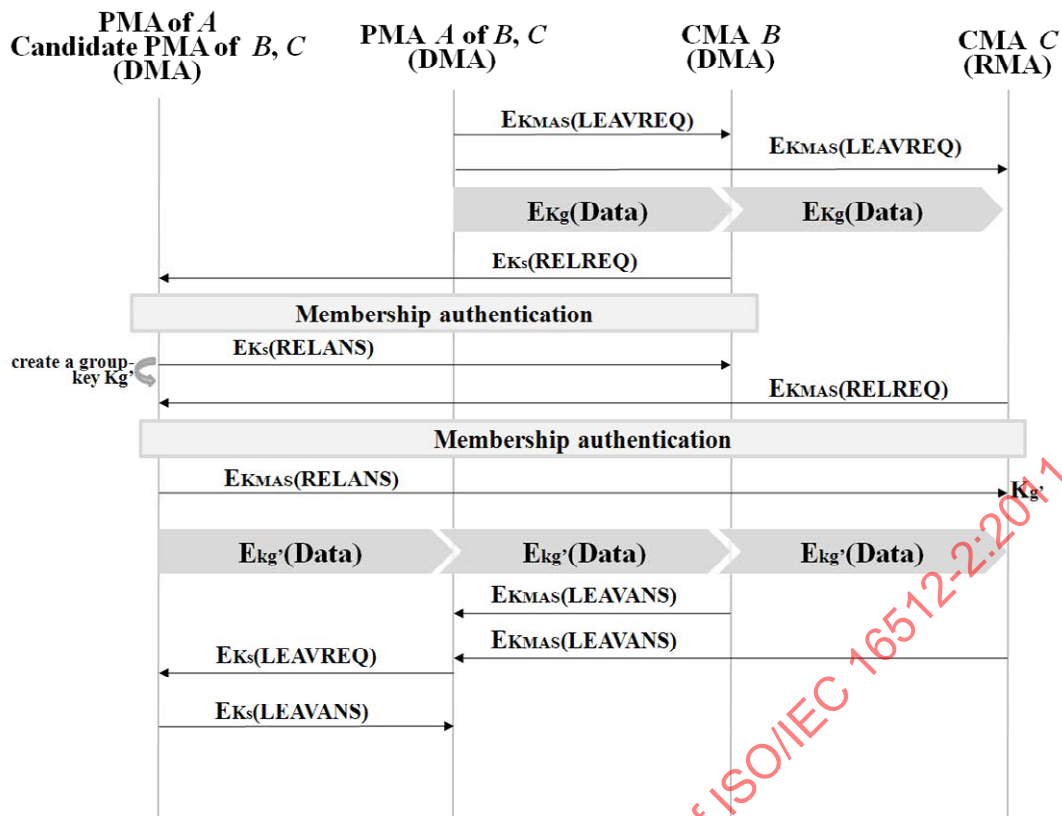 PMA of A
Candidate PMA of B, C
(DMA)
PMA A of B, C
(DMA)
CMA B
(DMA)
CMA C
(RMA)
EKMAS(LEAVREQ)
EKMAS(LEAVREQ)
EKg(Data)
EKg(Data)
EKs(RELREQ)
Membership authentication
create a group-
key Kg’
EKs(RELANS)
EKMAS(RELREQ)
Membership authentication
EKMAS(RELANS)
Kg’
Ekg’(Data)
Ekg’(Data)
Ekg’(Data)
EKMAS(LEAVANS)
EKMAS(LEAVANS)
EKs(LEAVREQ)
EKs(LEAVANS)
f ISO/IEC 16512-2:2011